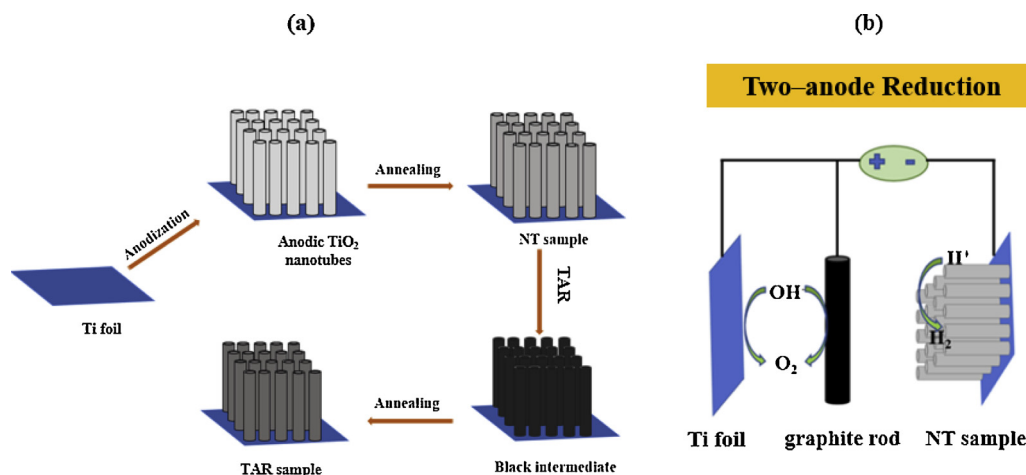 (a)
Annealing
Anodization
Anodic TiO₂
nanotubes
NT sample
Ti foil
TAR
Annealing
TAR sample
Black intermediate
(b)
Two–anode Reduction
+ -
H⁺
OH
H₂
O₂
Ti foil
graphite rod
NT sample